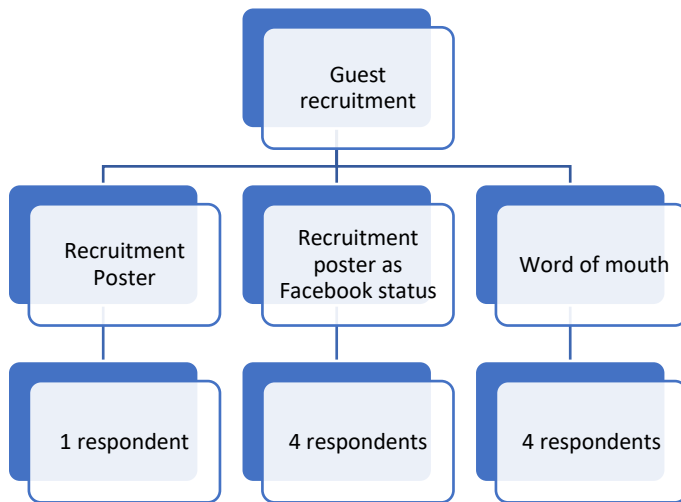 Guest
recruitment
Recruitment
Poster
Recruitment
poster as
Facebook status
Word of mouth
1 respondent
4 respondents
4 respondents